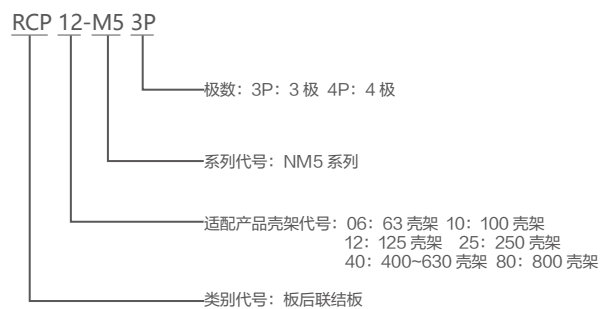 RCP 12-M5 3P
极数：3P：3 极 4P：4 极
系列代号：NM5 系列
适配产品壳架代号：06：63 壳架 10：100 壳架
12：125 壳架 25：250 壳架
40：400~630 壳架 80：800 壳架
类别代号：板后联结板